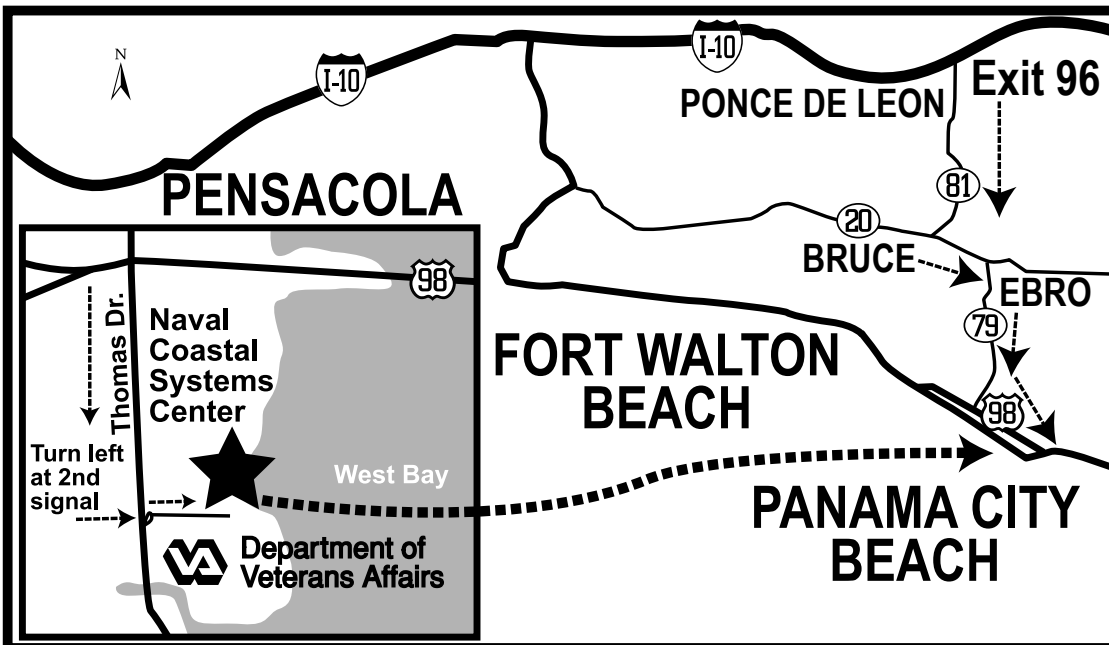 N
I-10
I-10
Exit 96
PONCE DE LEON
PENSACOLA
81
20
BRUCE
EBRO
79
98
FORT WALTON
BEACH
PANAMA CITY
BEACH
98
Thomas Dr.
Naval
Coastal
Systems
Center
Turn left
at 2nd
signal
West Bay
VA
Department of
Veterans Affairs